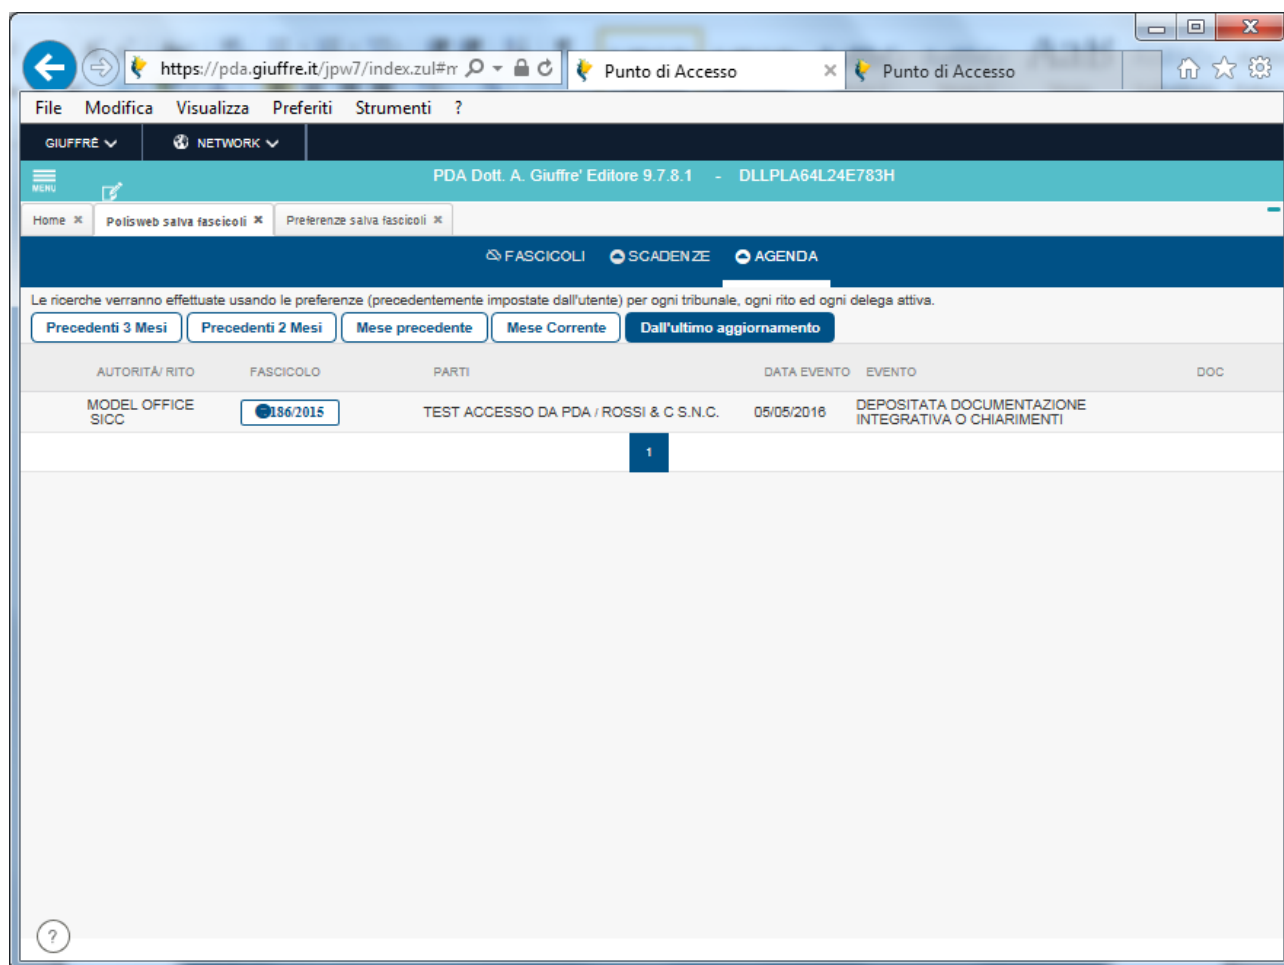 https://pda.giuffre.it/jpw7/index.zul#m
Punto di Accesso
Punto di Accesso
File Modifica Visualizza Preferiti Strumenti ?
GIUFFRÈ NETWORK
MENU
PDA Dott. A. Giuffre' Editore 9.7.8.1 - DLLPLA64L24E783H
Home Polisweb salva fascicoli Preferenze salva fascicoli
FASCICOLI SCADENZE AGENDA
Le ricerche verranno effettuate usando le preferenze (precedentemente impostate dall'utente) per ogni tribunale, ogni rito ed ogni delega attiva.
Precedenti 3 Mesi Precedenti 2 Mesi Mese precedente Mese Corrente Dall'ultimo aggiornamento
AUTORITÀ/ RITO FASCICOLO PARTI DATA EVENTO EVENTO DOC
MODEL OFFICE SICC 186/2015 TEST ACCESSO DA PDA / ROSSI & C S.N.C. 05/05/2016 DEPOSITATA DOCUMENTAZIONE INTEGRATIVA O CHIARIMENTI
1
?